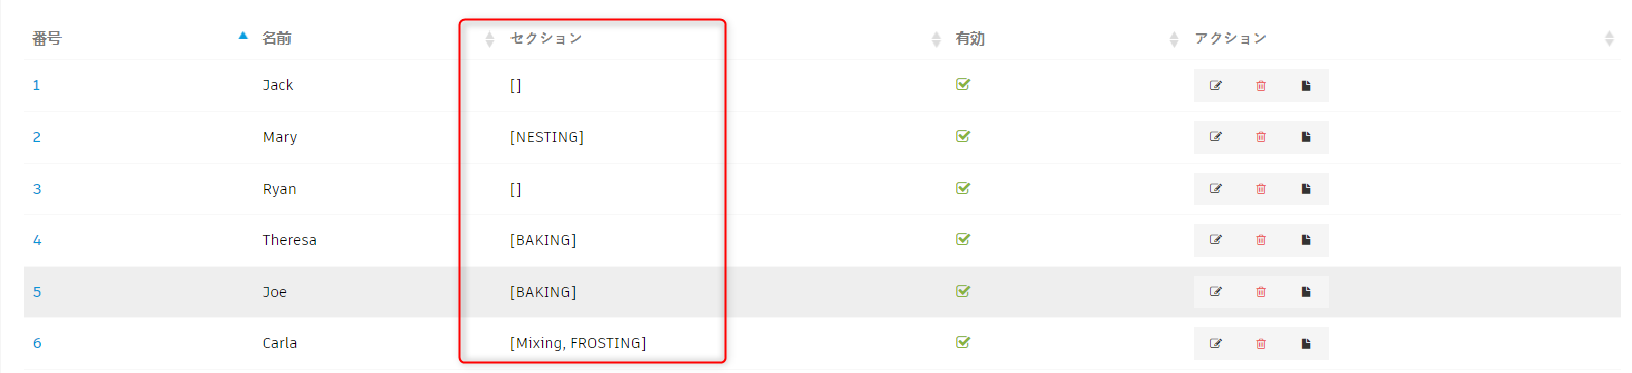 番号 名前 セクション 有効 アクション
1 Jack []
2 Mary [NESTING]
3 Ryan []
4 Theresa [BAKING]
5 Joe [BAKING]
6 Carla [Mixing, FROSTING]